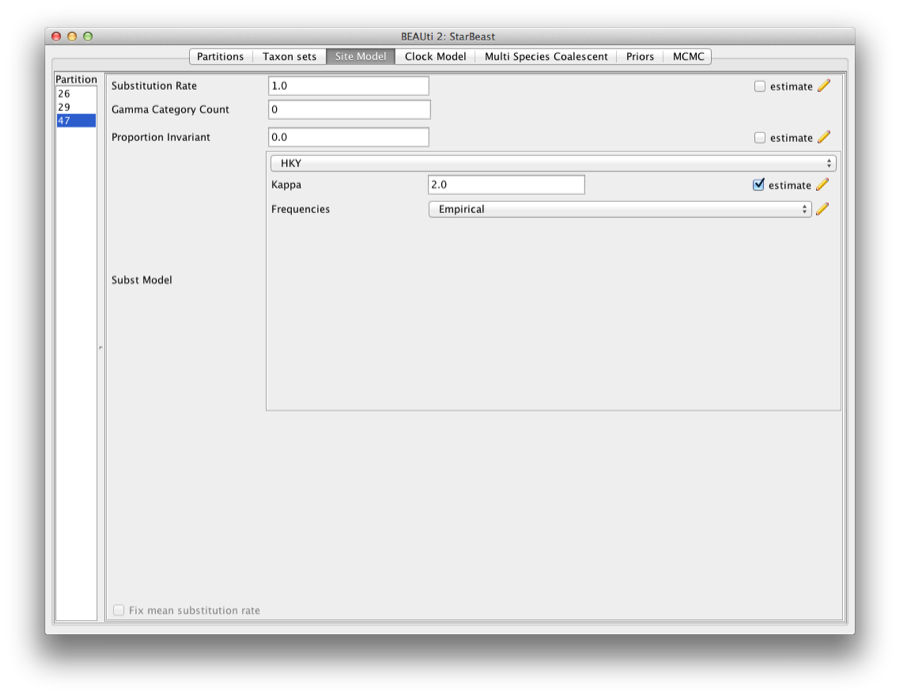 BEAUti 2: StarBeast
Partitions Taxon sets Site Model Clock Model Multi Species Coalescent Priors MCMC
Partition
26
29
47
Substitution Rate 1.0 estimate
Gamma Category Count 0
Proportion Invariant 0.0 estimate
HKY
Kappa 2.0 estimate
Frequencies Empirical
Subst Model
Fix mean substitution rate